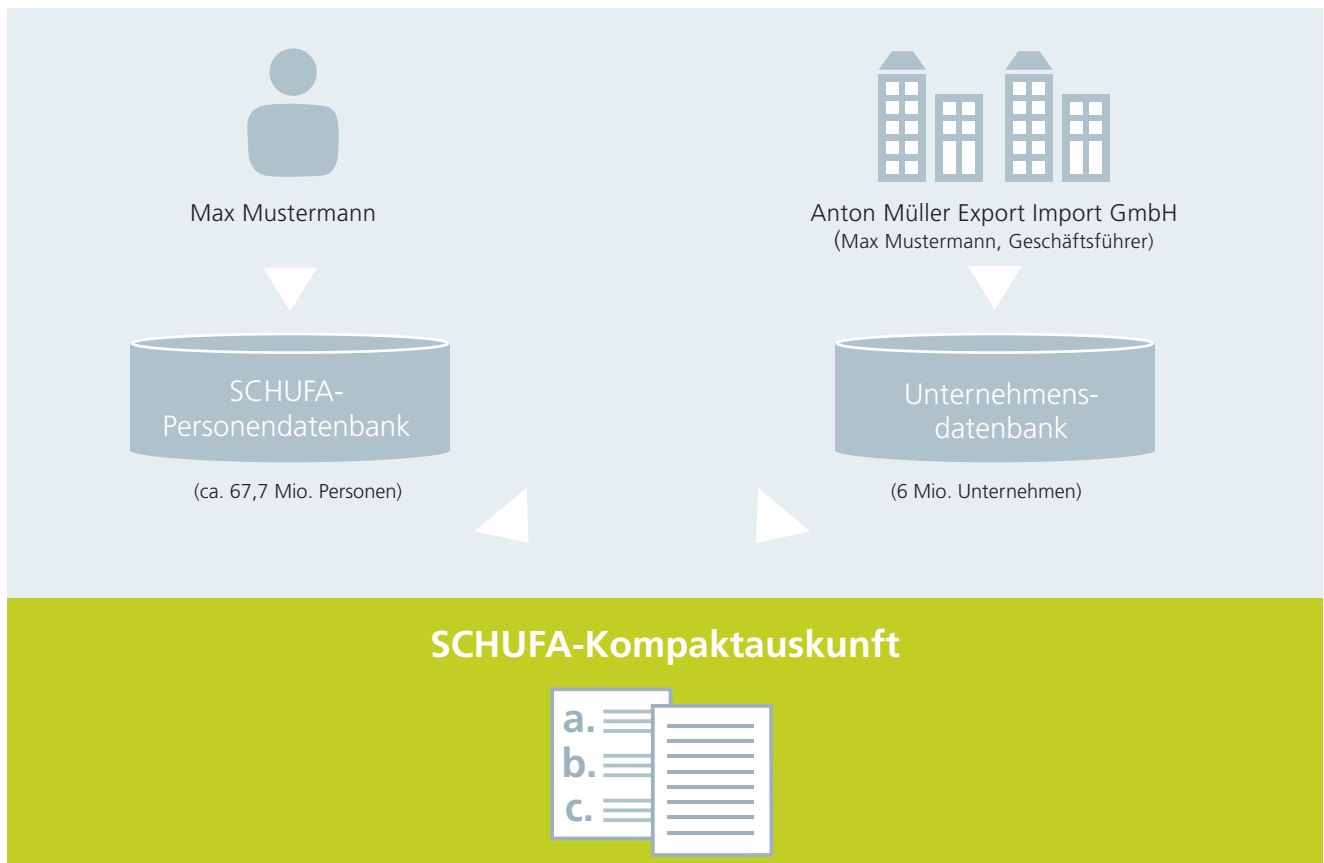 Max Mustermann
Anton Müller Export Import GmbH
(Max Mustermann, Geschäftsführer)
SCHUFA-
Personendatenbank
(ca. 67,7 Mio. Personen)
Unternehmens-
datenbank
(6 Mio. Unternehmen)
SCHUFA-Kompaktauskunft
a.
b.
c.